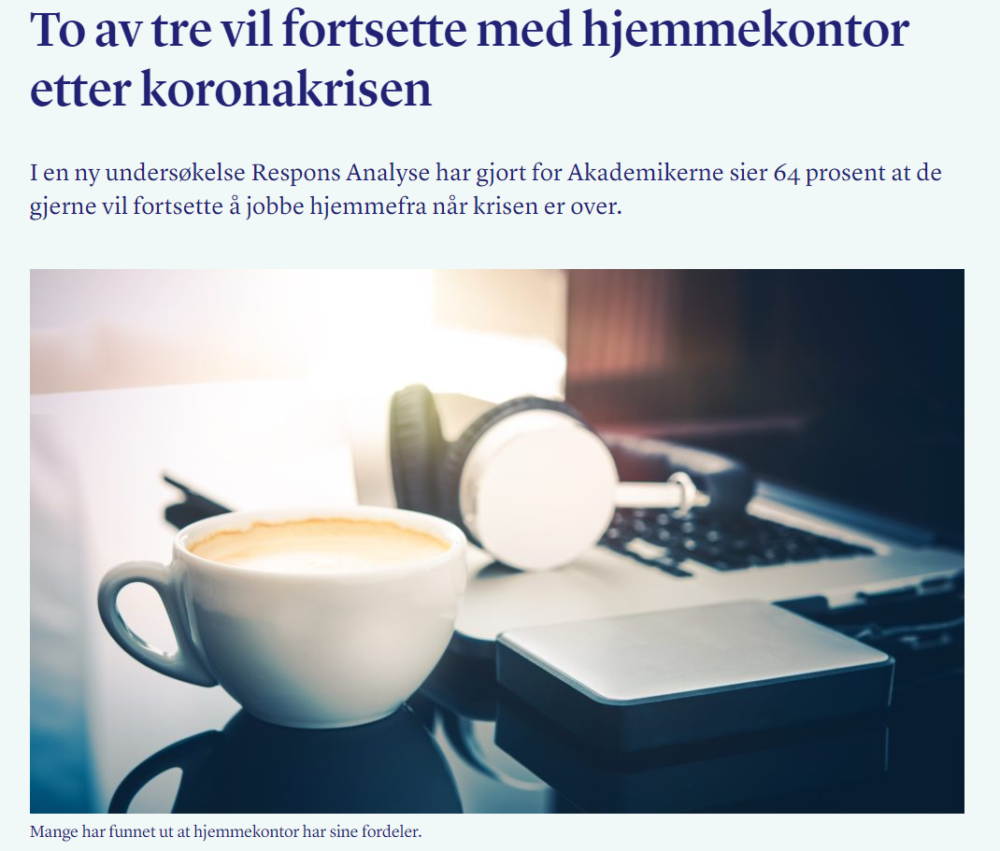 To av tre vil fortsette med hjemmekontor
etter koronakrisen
I en ny undersøkelse Respons Analyse har gjort for Akademikerne sier 64 prosent at de
gjerne vil fortsette å jobbe hjemmefra når krisen er over.
Mange har funnet ut at hjemmekontor har sine fordeler.